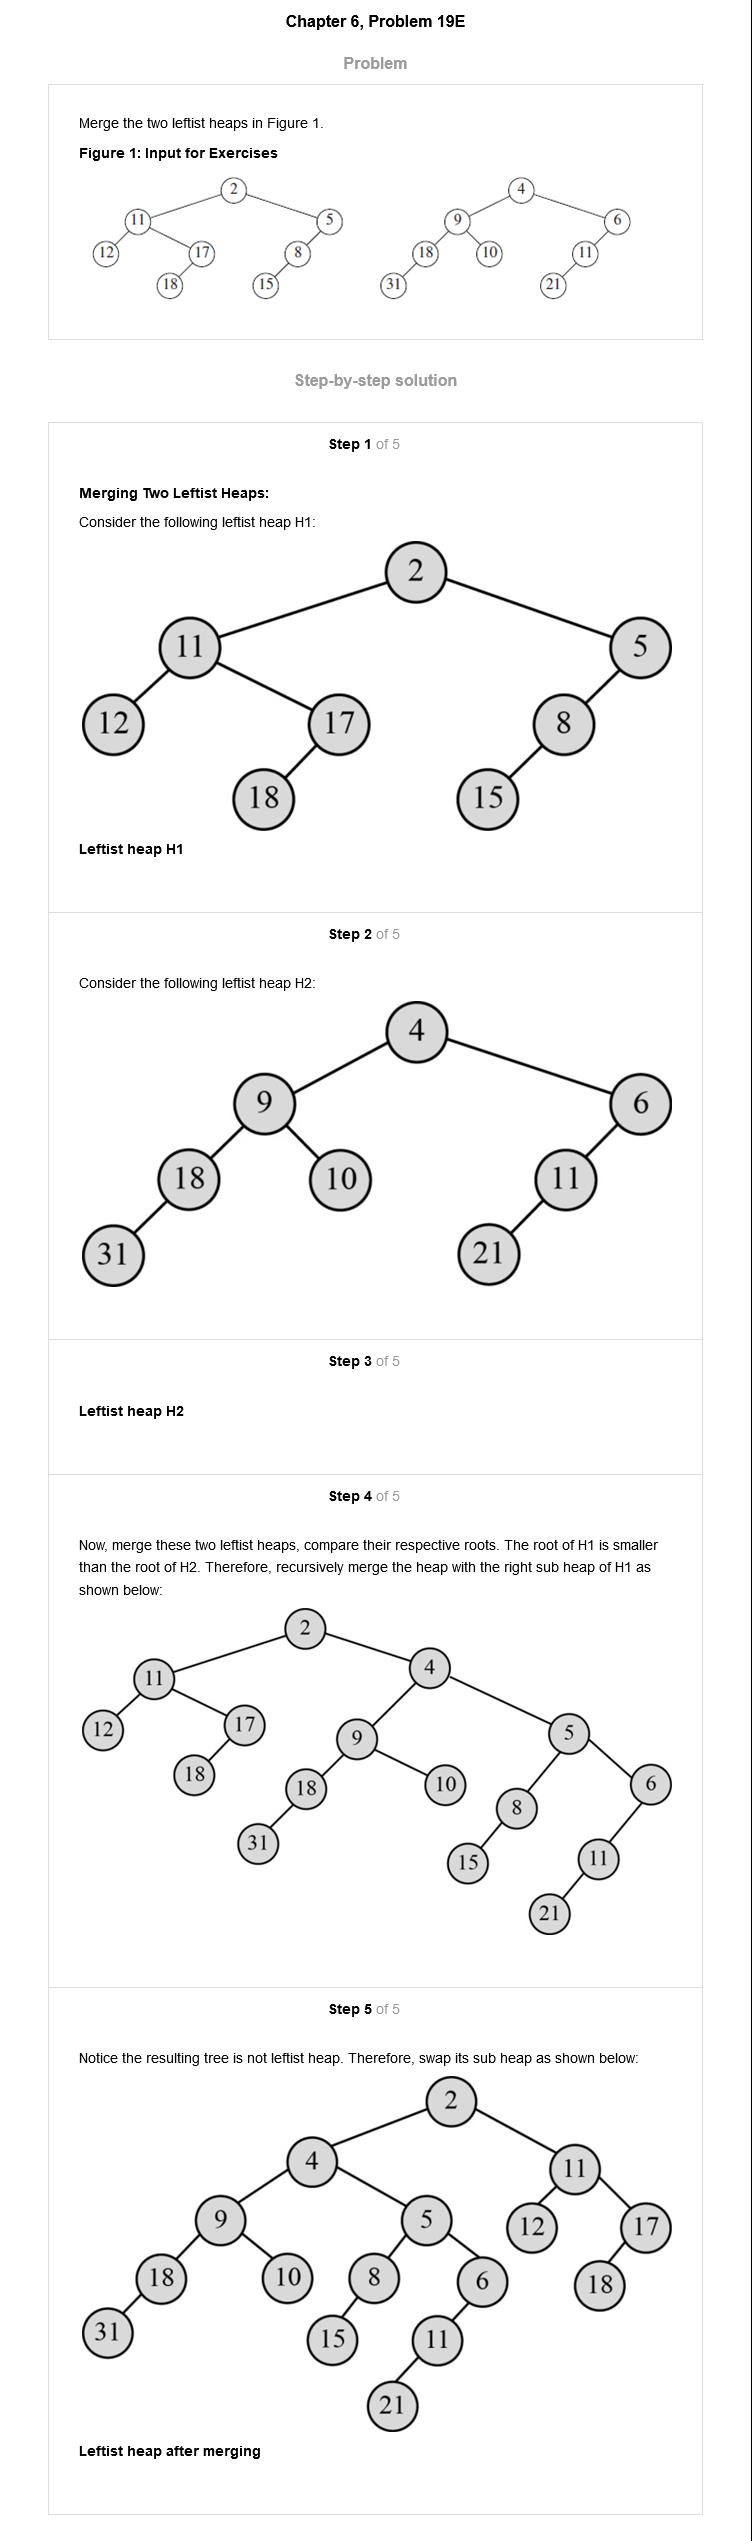 Chapter 6, Problem 19E
Problem
Merge the two leftist heaps in Figure 1.
Figure 1: Input for Exercises
2 4
11 5 9 6
12 17 8 18 10 11
18 15 31 21
Step-by-step solution
Step 1 of 5
Merging Two Leftist Heaps:
Consider the following leftist heap H1:
2
11 5
12 17 8
18 15
Leftist heap H1
Step 2 of 5
Consider the following leftist heap H2:
4
9 6
18 10 11
31 21
Step 3 of 5
Leftist heap H2
Step 4 of 5
Now, merge these two leftist heaps, compare their respective roots. The root of H1 is smaller
than the root of H2. Therefore, recursively merge the heap with the right sub heap of H1 as
shown below:
2
11 4
12 17 9 5
18 18 10 8 6
31 15 11
21
Step 5 of 5
Notice the resulting tree is not leftist heap. Therefore, swap its sub heap as shown below:
2
4 11
9 5 12 17
18 10 8 6 18
31 15 11
21
Leftist heap after merging